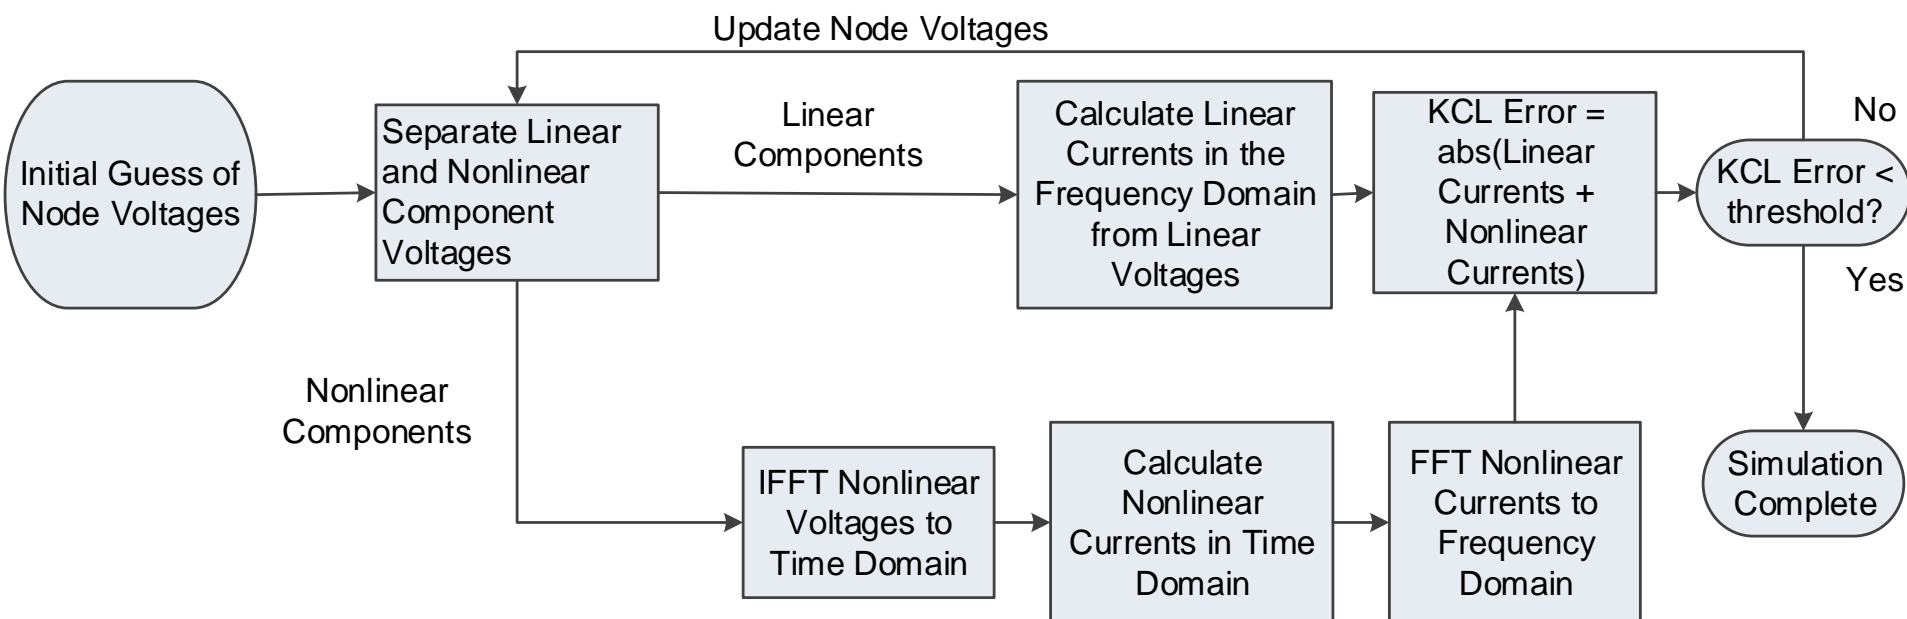 Update Node Voltages
Initial Guess of
Node Voltages
Separate Linear
and Nonlinear
Component
Voltages
Linear
Components
Calculate Linear
Currents in the
Frequency Domain
from Linear
Voltages
KCL Error =
abs(Linear
Currents +
Nonlinear
Currents)
No
KCL Error <
threshold?
Yes
Nonlinear
Components
IFFT Nonlinear
Voltages to
Time Domain
Calculate
Nonlinear
Currents in Time
Domain
FFT Nonlinear
Currents to
Frequency
Domain
Simulation
Complete